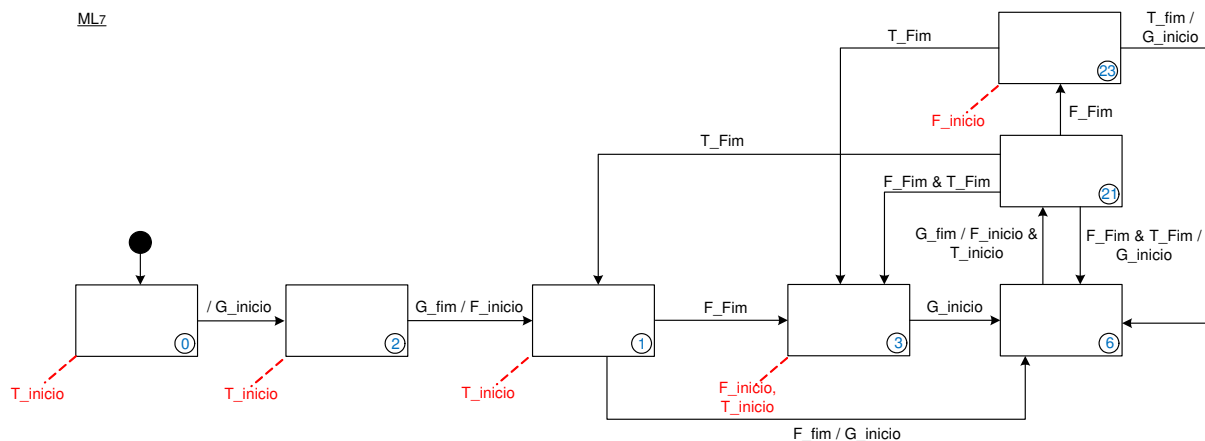 ML7
T_fim /
G_inicio
T_Fim
23
F_inicio
F_Fim
T_Fim
F_Fim & T_Fim
21
G_fim / F_inicio &
T_inicio
F_Fim & T_Fim /
G_inicio
/ G_inicio
G_fim / F_inicio
F_Fim
G_inicio
0
2
1
3
6
T_inicio
T_inicio
T_inicio
F_inicio,
T_inicio
F_fim / G_inicio